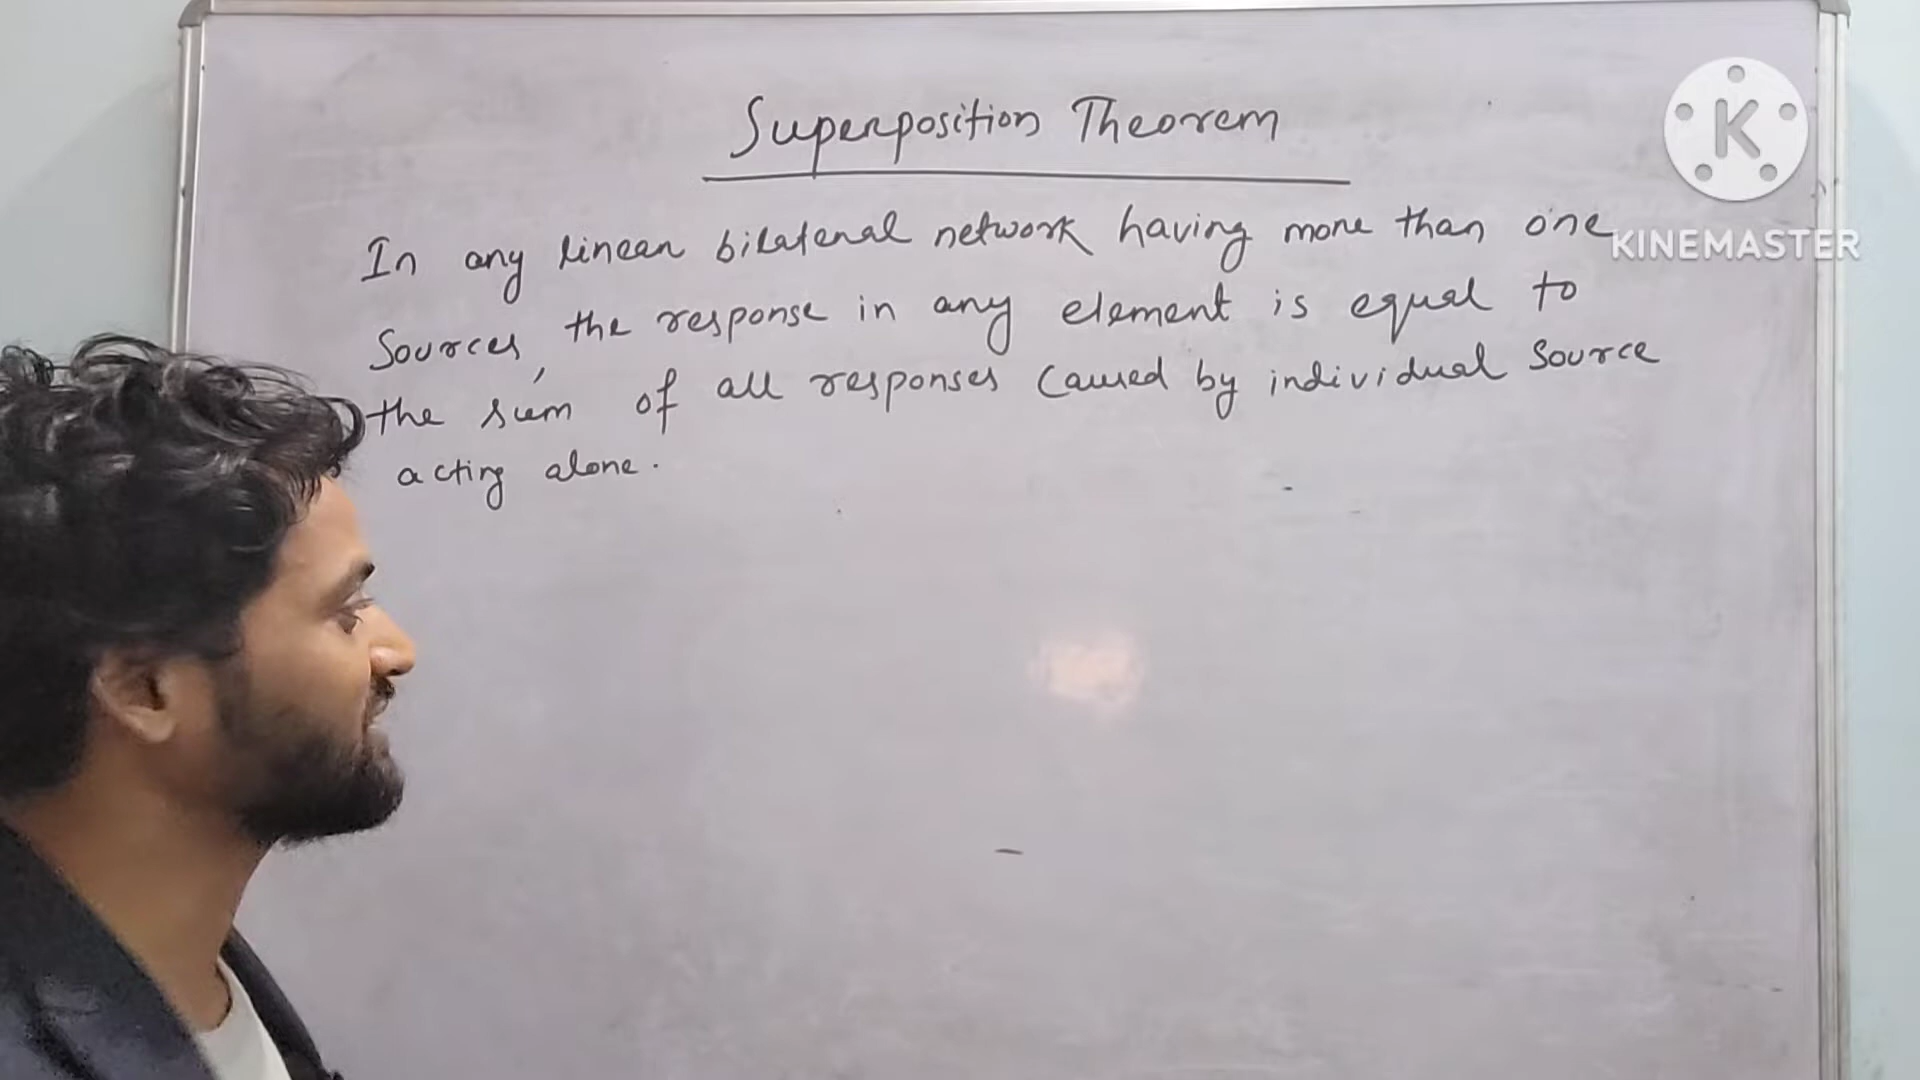 Superposition Theorem
In any linear bilateral network having more than one
Sources, the response in any element is equal to
the sum of all responses caused by individual Source
acting alone.
K
KINEMASTER